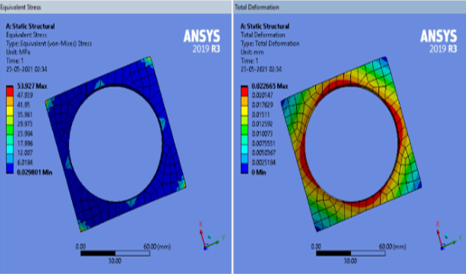 Equivalent Stress
A: Static Structural
Equivalent Stress
Type: Equivalent (von-Mises) Stress
Unit: MPa
Time: 1
23-05-2021 02:34
53.927 Max
47.939
41.95
35.961
29.973
23.984
17.996
12.007
6.0184
0.029801 Min
ANSYS
2019 R3
0.00
60.00 (mm)
30.00
Total Deformation
A: Static Structural
Total Deformation
Type: Total Deformation
Unit: mm
Time: 1
23-05-2021 02:34
0.022665 Max
0.020147
0.017629
0.01511
0.012592
0.010073
0.0075551
0.0050367
0.0025184
0 Min
ANSYS
2019 R3
0.00
60.00 (mm)
30.00